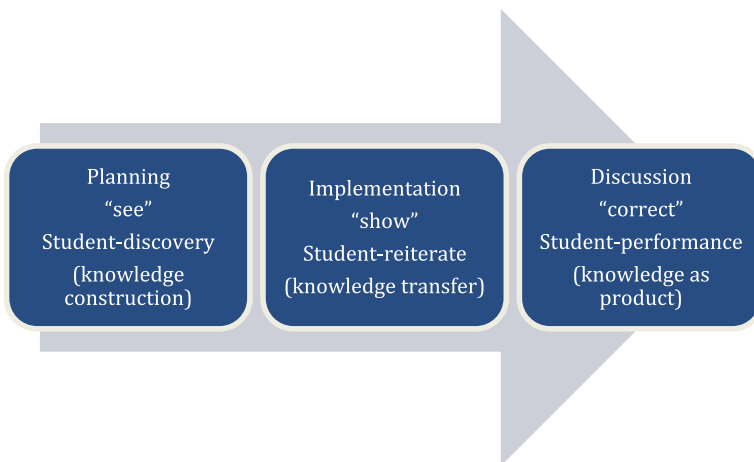 Planning
“see”
Student-discovery
(knowledge
construction)
Implementation
“show”
Student-reiterate
(knowledge transfer)
Discussion
“correct”
Student-performance
(knowledge as
product)